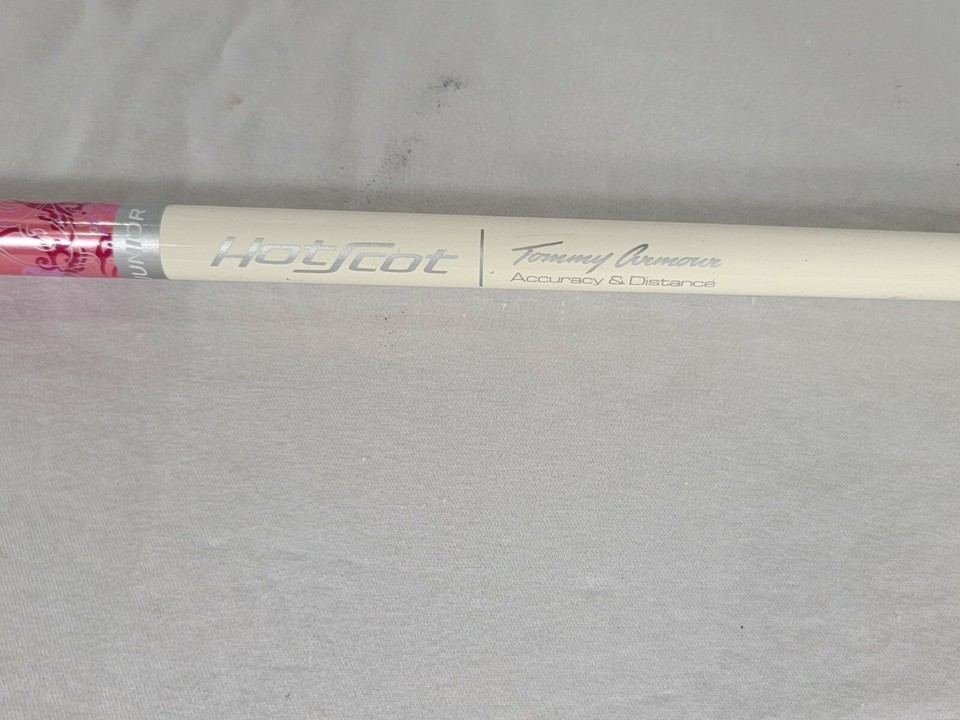 JUNIOR
HotScot
Tommy Armour
Accuracy & Distance